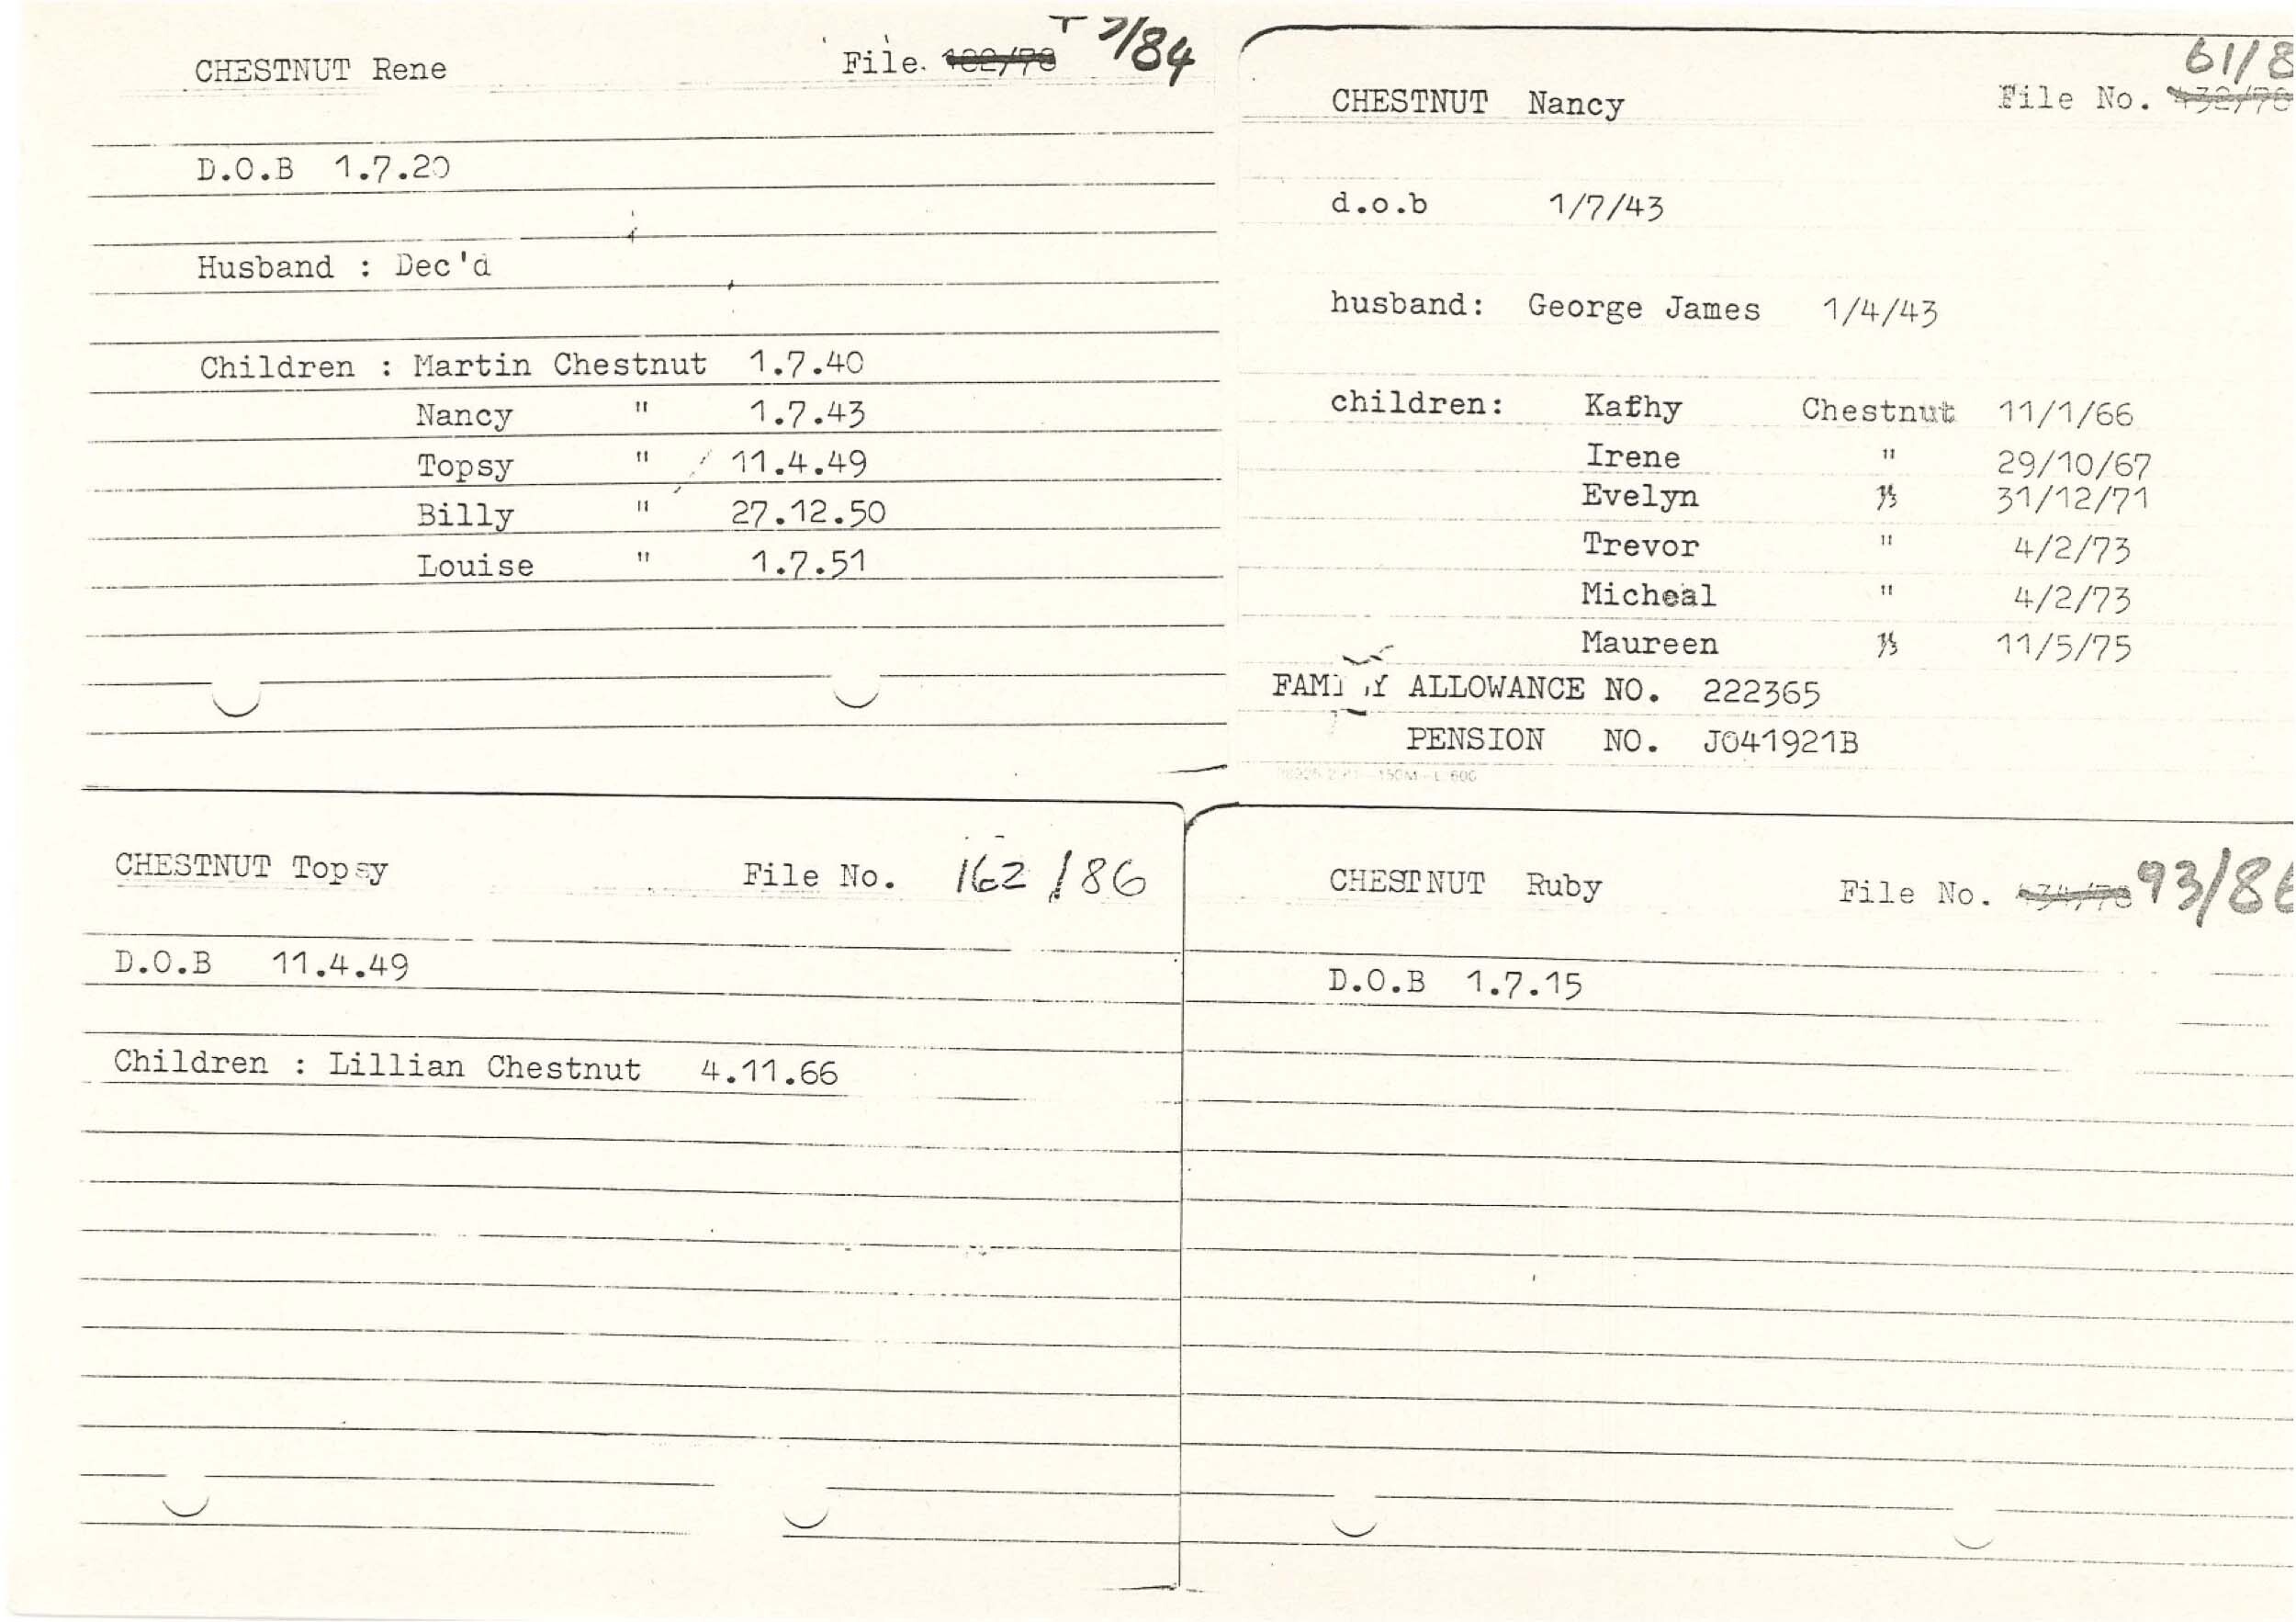 CHESTNUT Rene File. 7/84
D.O.B 1.7.20
Husband : Dec'd
Children : Martin Chestnut 1.7.40
Nancy " 1.7.43
Topsy " 11.4.49
Billy " 27.12.50
Louise " 1.7.51
61/8
CHESTNUT Nancy File No. 432/78
d.o.b 1/7/43
husband: George James 1/4/43
children: Kathy Chestnut 11/1/66
Irene " 29/10/67
Evelyn " 31/12/71
Trevor " 4/2/73
Micheal " 4/2/73
Maureen " 11/5/75
FAMILY ALLOWANCE NO. 222365
PENSION NO. J041921B
CHESTNUT Topsy File No. 162/86
D.O.B 11.4.49
Children : Lillian Chestnut 4.11.66
CHESTNUT Ruby File No. 434/78 93/86
D.O.B 1.7.15